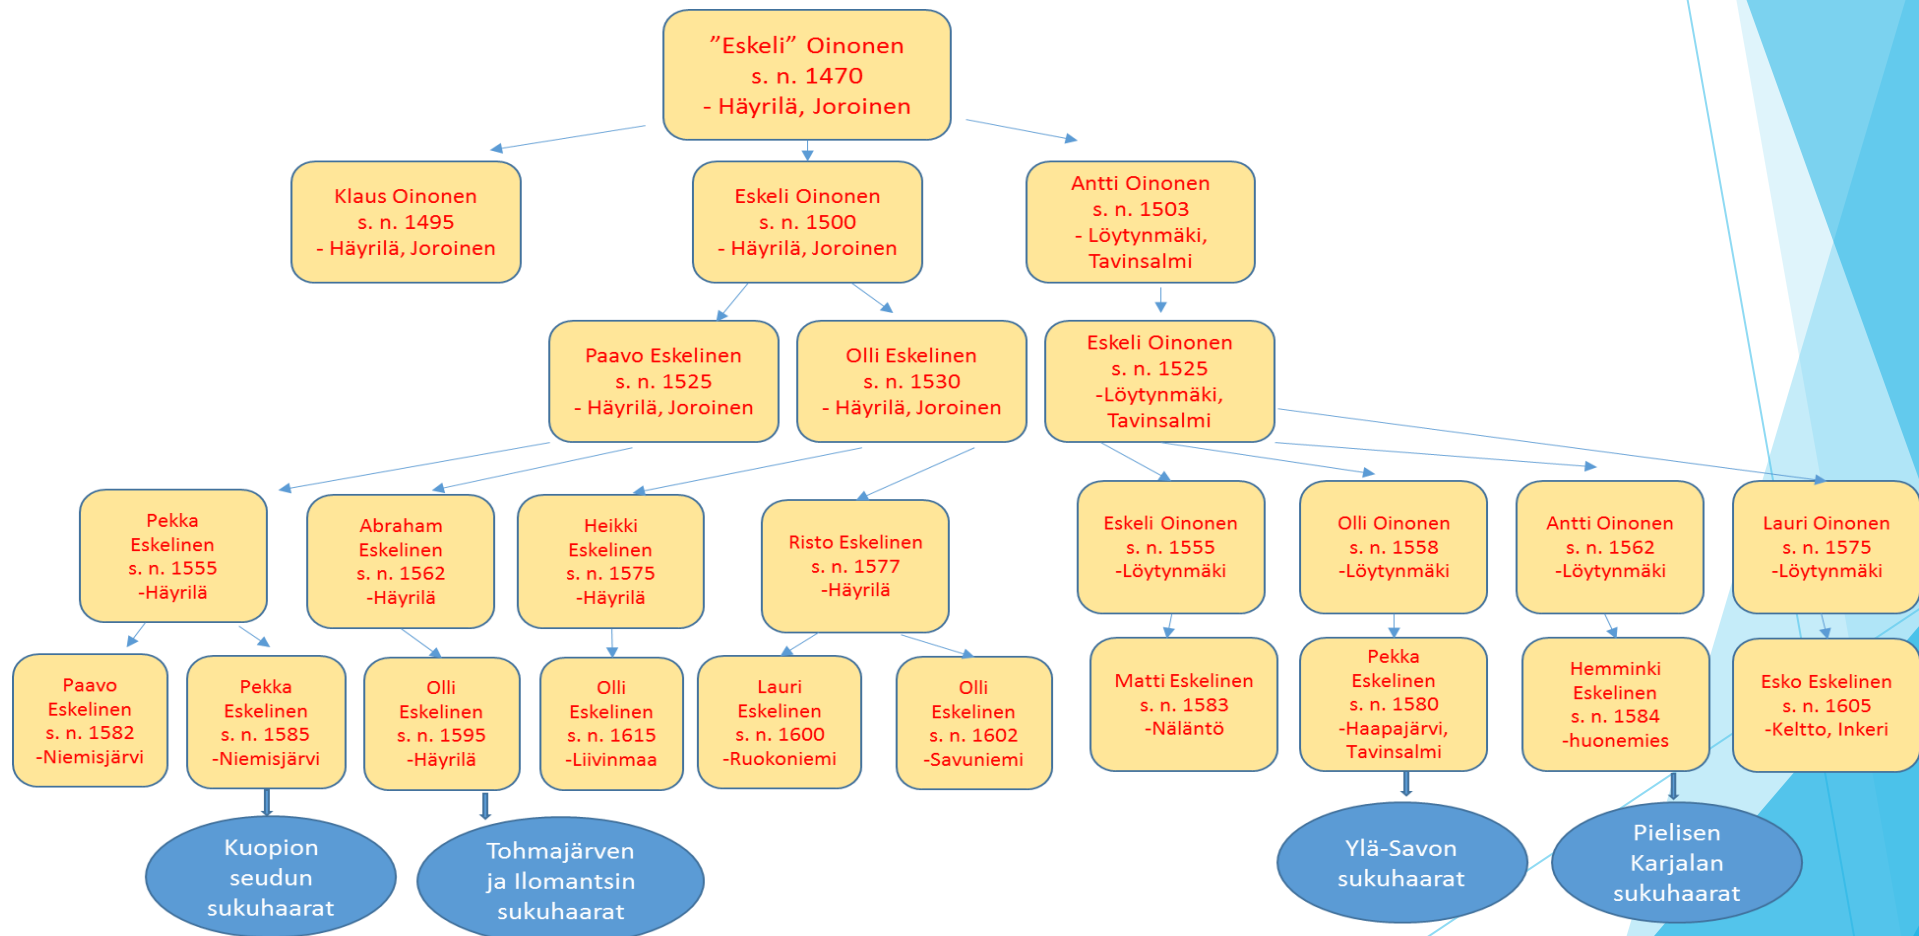 ”Eskeli” Oinonen
s. n. 1470
- Häyrilä, Joroinen
Klaus Oinonen
s. n. 1495
- Häyrilä, Joroinen
Eskeli Oinonen
s. n. 1500
- Häyrilä, Joroinen
Antti Oinonen
s. n. 1503
- Löytynmäki,
Tavinsalmi
Paavo Eskelinen
s. n. 1525
- Häyrilä, Joroinen
Olli Eskelinen
s. n. 1530
- Häyrilä, Joroinen
Eskeli Oinonen
s. n. 1525
-Löytynmäki,
Tavinsalmi
Pekka
Eskelinen
s. n. 1555
-Häyrilä
Abraham
Eskelinen
s. n. 1562
-Häyrilä
Heikki
Eskelinen
s. n. 1575
-Häyrilä
Risto Eskelinen
s. n. 1577
-Häyrilä
Eskeli Oinonen
s. n. 1555
-Löytynmäki
Olli Oinonen
s. n. 1558
-Löytynmäki
Antti Oinonen
s. n. 1562
-Löytynmäki
Lauri Oinonen
s. n. 1575
-Löytynmäki
Paavo
Eskelinen
s. n. 1582
-Niemisjärvi
Pekka
Eskelinen
s. n. 1585
-Niemisjärvi
Olli
Eskelinen
s. n. 1595
-Häyrilä
Olli
Eskelinen
s. n. 1615
-Liivinmaa
Lauri
Eskelinen
s. n. 1600
-Ruokoniemi
Olli
Eskelinen
s. n. 1602
-Savuniemi
Matti Eskelinen
s. n. 1583
-Näläntö
Pekka
Eskelinen
s. n. 1580
-Haapajärvi,
Tavinsalmi
Hemminki
Eskelinen
s. n. 1584
-huonemies
Esko Eskelinen
s. n. 1605
-Keltto, Inkeri
Kuopion
seudun
sukuhaarat
Tohmajärven
ja Ilomantsin
sukuhaarat
Ylä-Savon
sukuhaarat
Pielisen
Karjalan
sukuhaarat